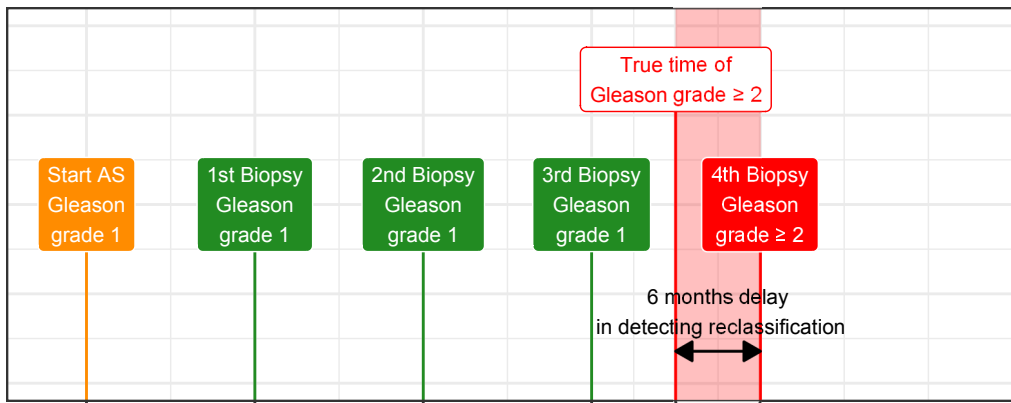 True time of
Gleason grade ≥ 2
Start AS
Gleason
grade 1
1st Biopsy
Gleason
grade 1
2nd Biopsy
Gleason
grade 1
3rd Biopsy
Gleason
grade 1
4th Biopsy
Gleason
grade ≥ 2
6 months delay
in detecting reclassification